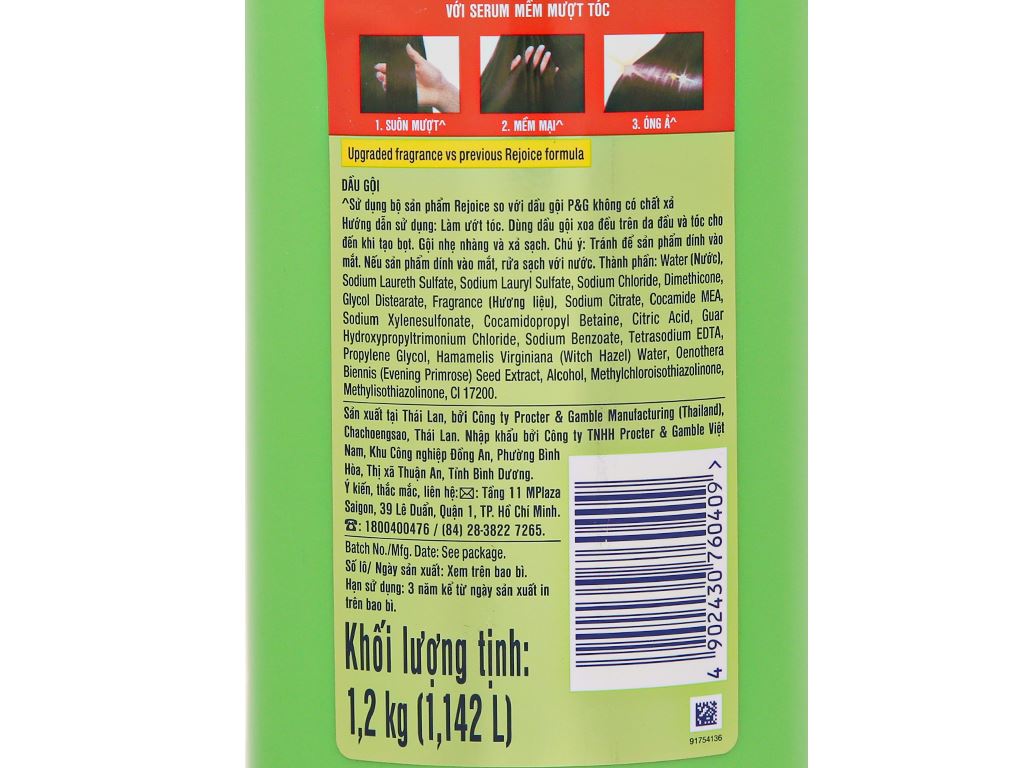 VỚI SERUM MỀM MƯỢT TÓC
1. SUÔN MƯỢT^
2. MỀM MẠI^
3. ÓNG Ả^
Upgraded fragrance vs previous Rejoice formula
DẦU GỘI
^Sử dụng bộ sản phẩm Rejoice so với dầu gội P&G không có chất xả
Hướng dẫn sử dụng: Làm ướt tóc. Dùng dầu gội xoa đều trên da đầu và tóc cho
đến khi tạo bọt. Gội nhẹ nhàng và xả sạch. Chú ý: Tránh để sản phẩm dính vào
mắt. Nếu sản phẩm dính vào mắt, rửa sạch với nước. Thành phần: Water (Nước),
Sodium Laureth Sulfate, Sodium Lauryl Sulfate, Sodium Chloride, Dimethicone,
Glycol Distearate, Fragrance (Hương liệu), Sodium Citrate, Cocamide MEA,
Sodium Xylenesulfonate, Cocamidopropyl Betaine, Citric Acid, Guar
Hydroxypropyltrimonium Chloride, Sodium Benzoate, Tetrasodium EDTA,
Propylene Glycol, Hamamelis Virginiana (Witch Hazel) Water, Oenothera
Biennis (Evening Primrose) Seed Extract, Alcohol, Methylchloroisothiazolinone,
Methylisothiazolinone, CI 17200.
Sản xuất tại Thái Lan, bởi Công ty Procter & Gamble Manufacturing (Thailand),
Chachoengsao, Thái Lan. Nhập khẩu bởi Công ty TNHH Procter & Gamble Việt
Nam, Khu Công nghiệp Đồng An, Phường Bình
Hòa, Thị xã Thuận An, Tỉnh Bình Dương.
Ý kiến, thắc mắc, liên hệ:✉: Tầng 11 MPlaza
Saigon, 39 Lê Duẩn, Quận 1, TP. Hồ Chí Minh.
☎: 1800400476 / (84) 28-3822 7265.
Batch No./Mfg. Date: See package.
Số lô/ Ngày sản xuất: Xem trên bao bì.
Hạn sử dụng: 3 năm kể từ ngày sản xuất in
trên bao bì.
Khối lượng tịnh:
1,2 kg (1,142 L)
4 902430 760409 >
91754136